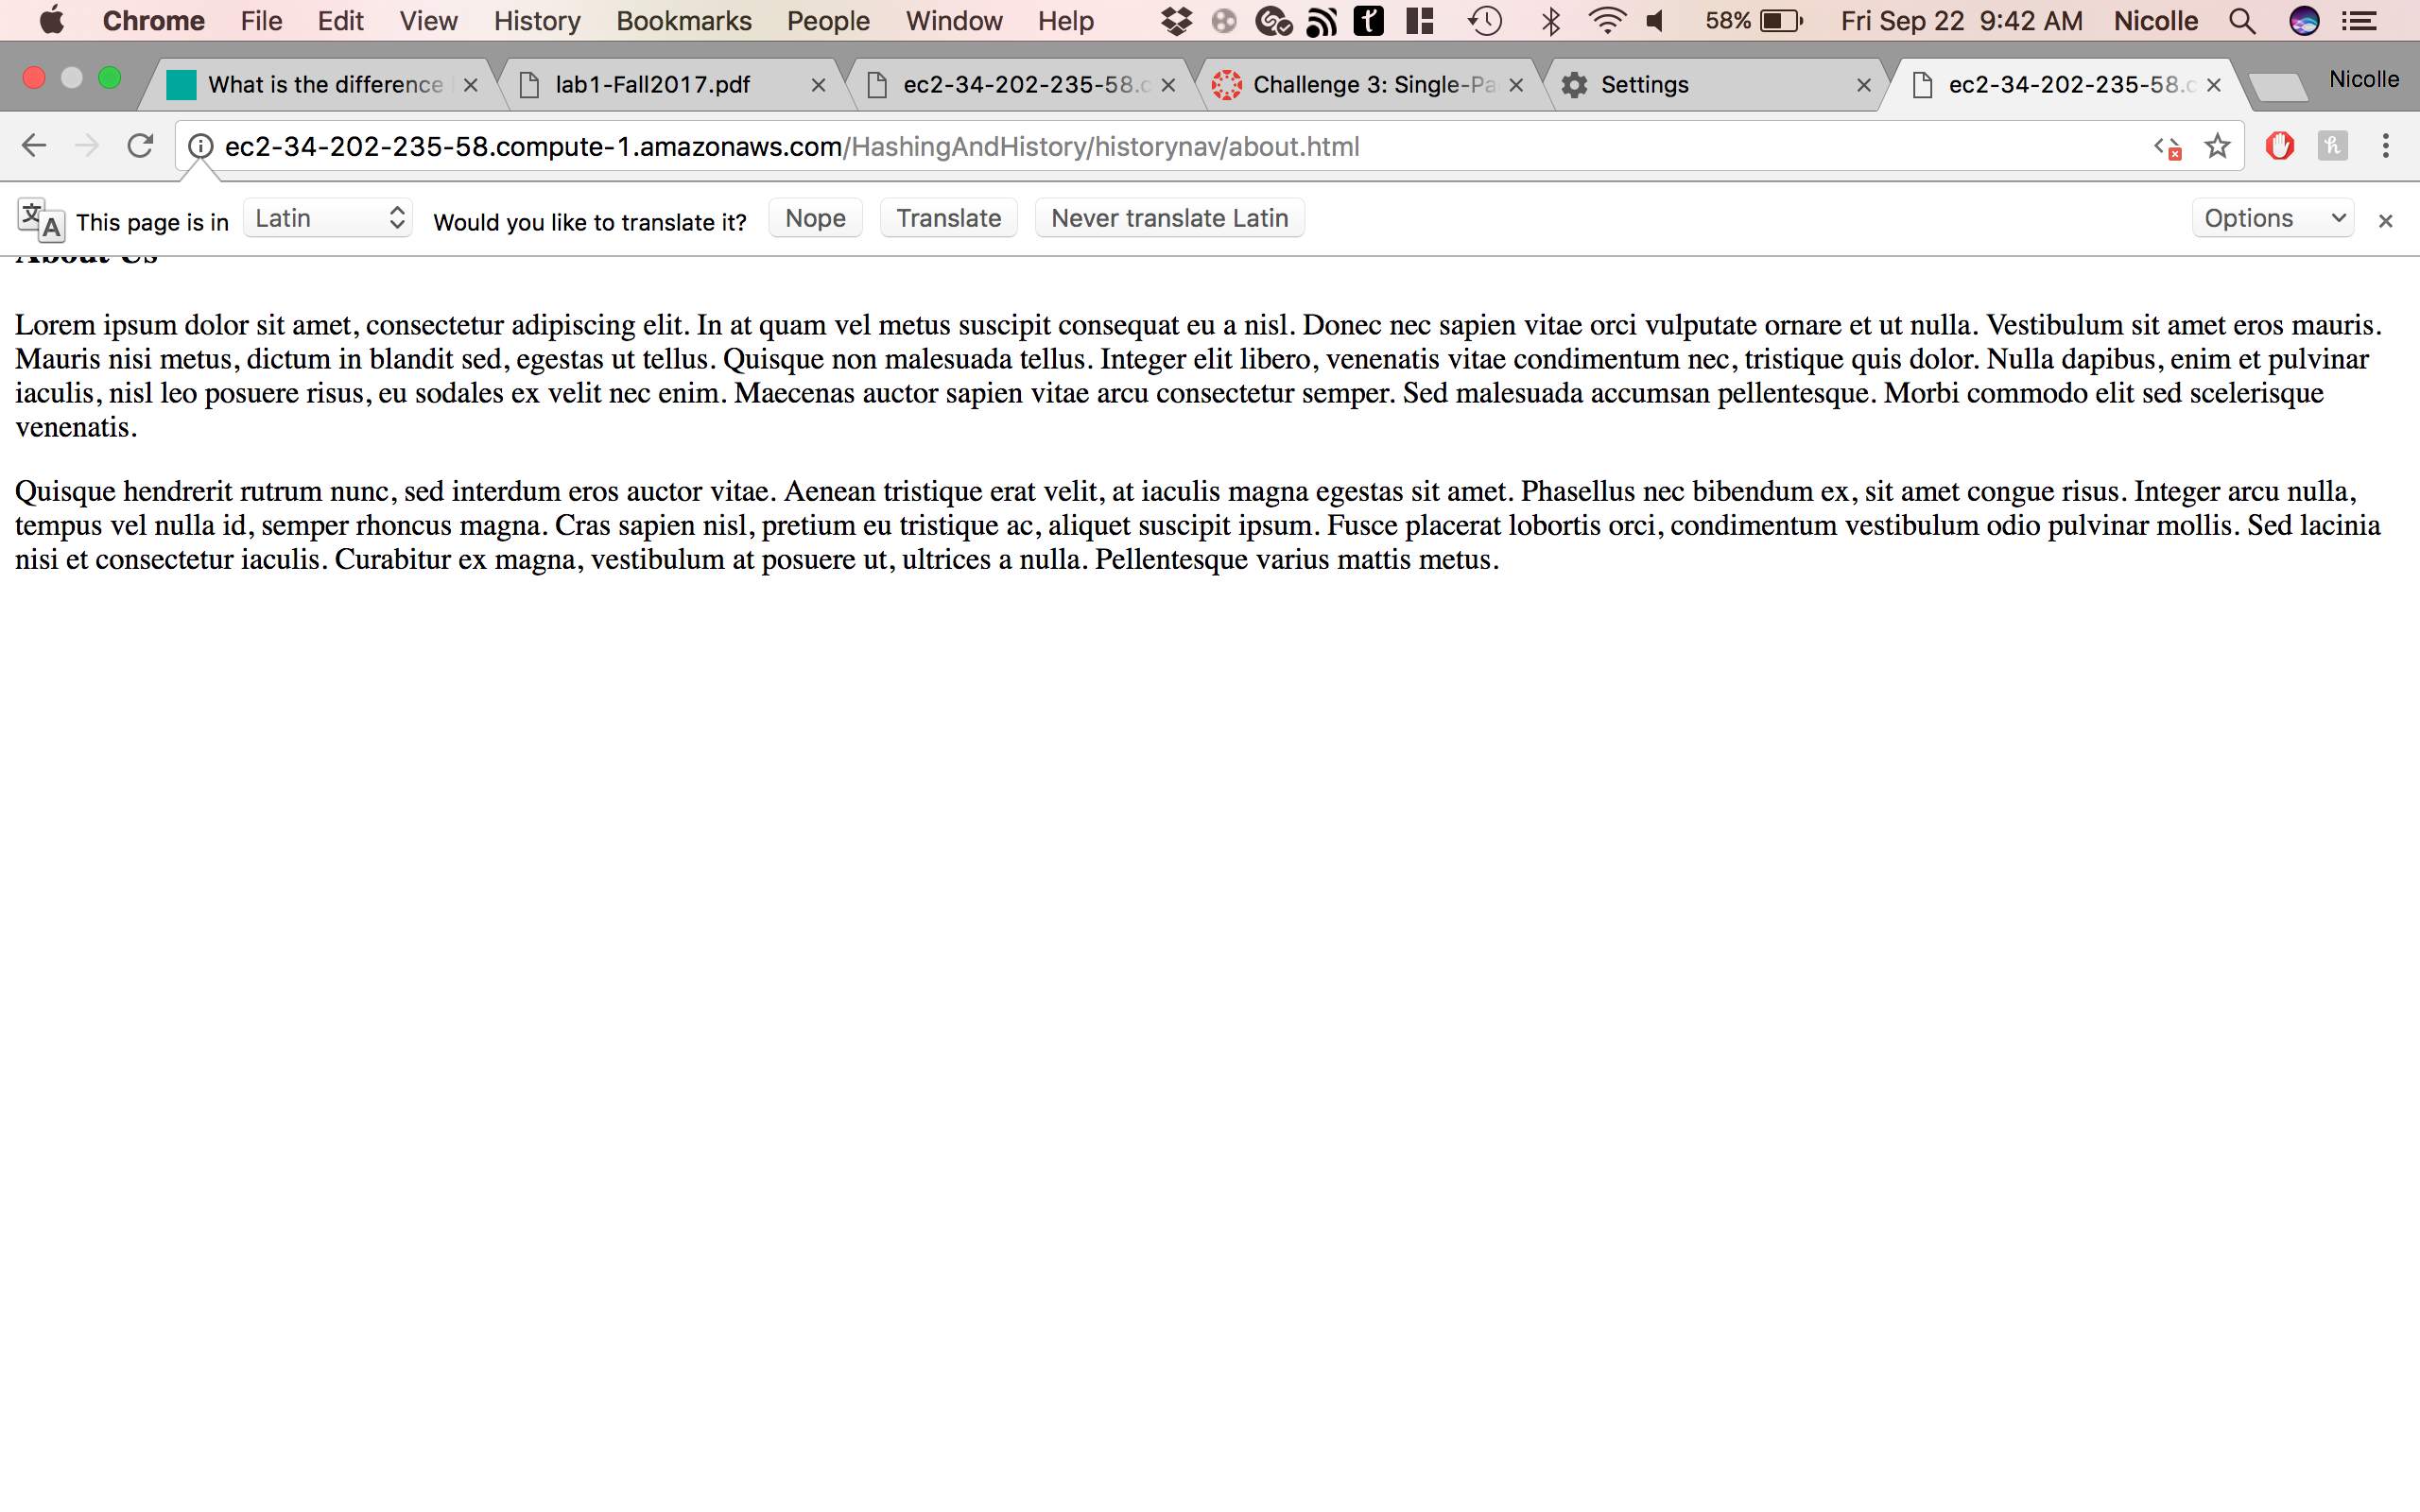 Chrome File Edit View History Bookmarks People Window Help 58% Fri Sep 22 9:42 AM Nicolle
What is the difference lab1-Fall2017.pdf ec2-34-202-235-58.c Challenge 3: Single-Pa Settings ec2-34-202-235-58.c Nicolle
ec2-34-202-235-58.compute-1.amazonaws.com/HashingAndHistory/historynav/about.html
This page is in Latin Would you like to translate it? Nope Translate Never translate Latin Options
About Us
Lorem ipsum dolor sit amet, consectetur adipiscing elit. In at quam vel metus suscipit consequat eu a nisl. Donec nec sapien vitae orci vulputate ornare et ut nulla. Vestibulum sit amet eros mauris.
Mauris nisi metus, dictum in blandit sed, egestas ut tellus. Quisque non malesuada tellus. Integer elit libero, venenatis vitae condimentum nec, tristique quis dolor. Nulla dapibus, enim et pulvinar
iaculis, nisl leo posuere risus, eu sodales ex velit nec enim. Maecenas auctor sapien vitae arcu consectetur semper. Sed malesuada accumsan pellentesque. Morbi commodo elit sed scelerisque
venenatis.
Quisque hendrerit rutrum nunc, sed interdum eros auctor vitae. Aenean tristique erat velit, at iaculis magna egestas sit amet. Phasellus nec bibendum ex, sit amet congue risus. Integer arcu nulla,
tempus vel nulla id, semper rhoncus magna. Cras sapien nisl, pretium eu tristique ac, aliquet suscipit ipsum. Fusce placerat lobortis orci, condimentum vestibulum odio pulvinar mollis. Sed lacinia
nisi et consectetur iaculis. Curabitur ex magna, vestibulum at posuere ut, ultrices a nulla. Pellentesque varius mattis metus.